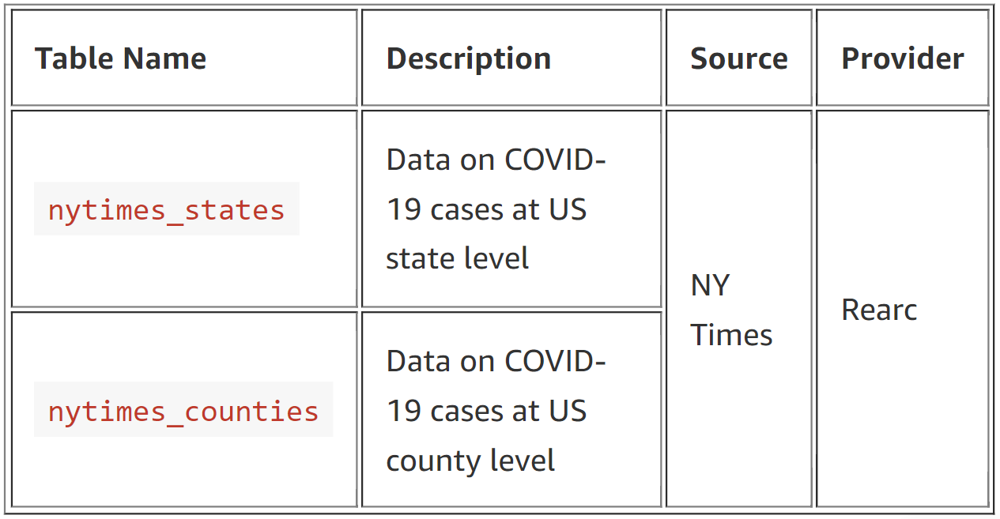 Table Name Description Source Provider
nytimes_states
Data on COVID-
19 cases at US
state level
NY
Times
Rearc
nytimes_counties
Data on COVID-
19 cases at US
county level